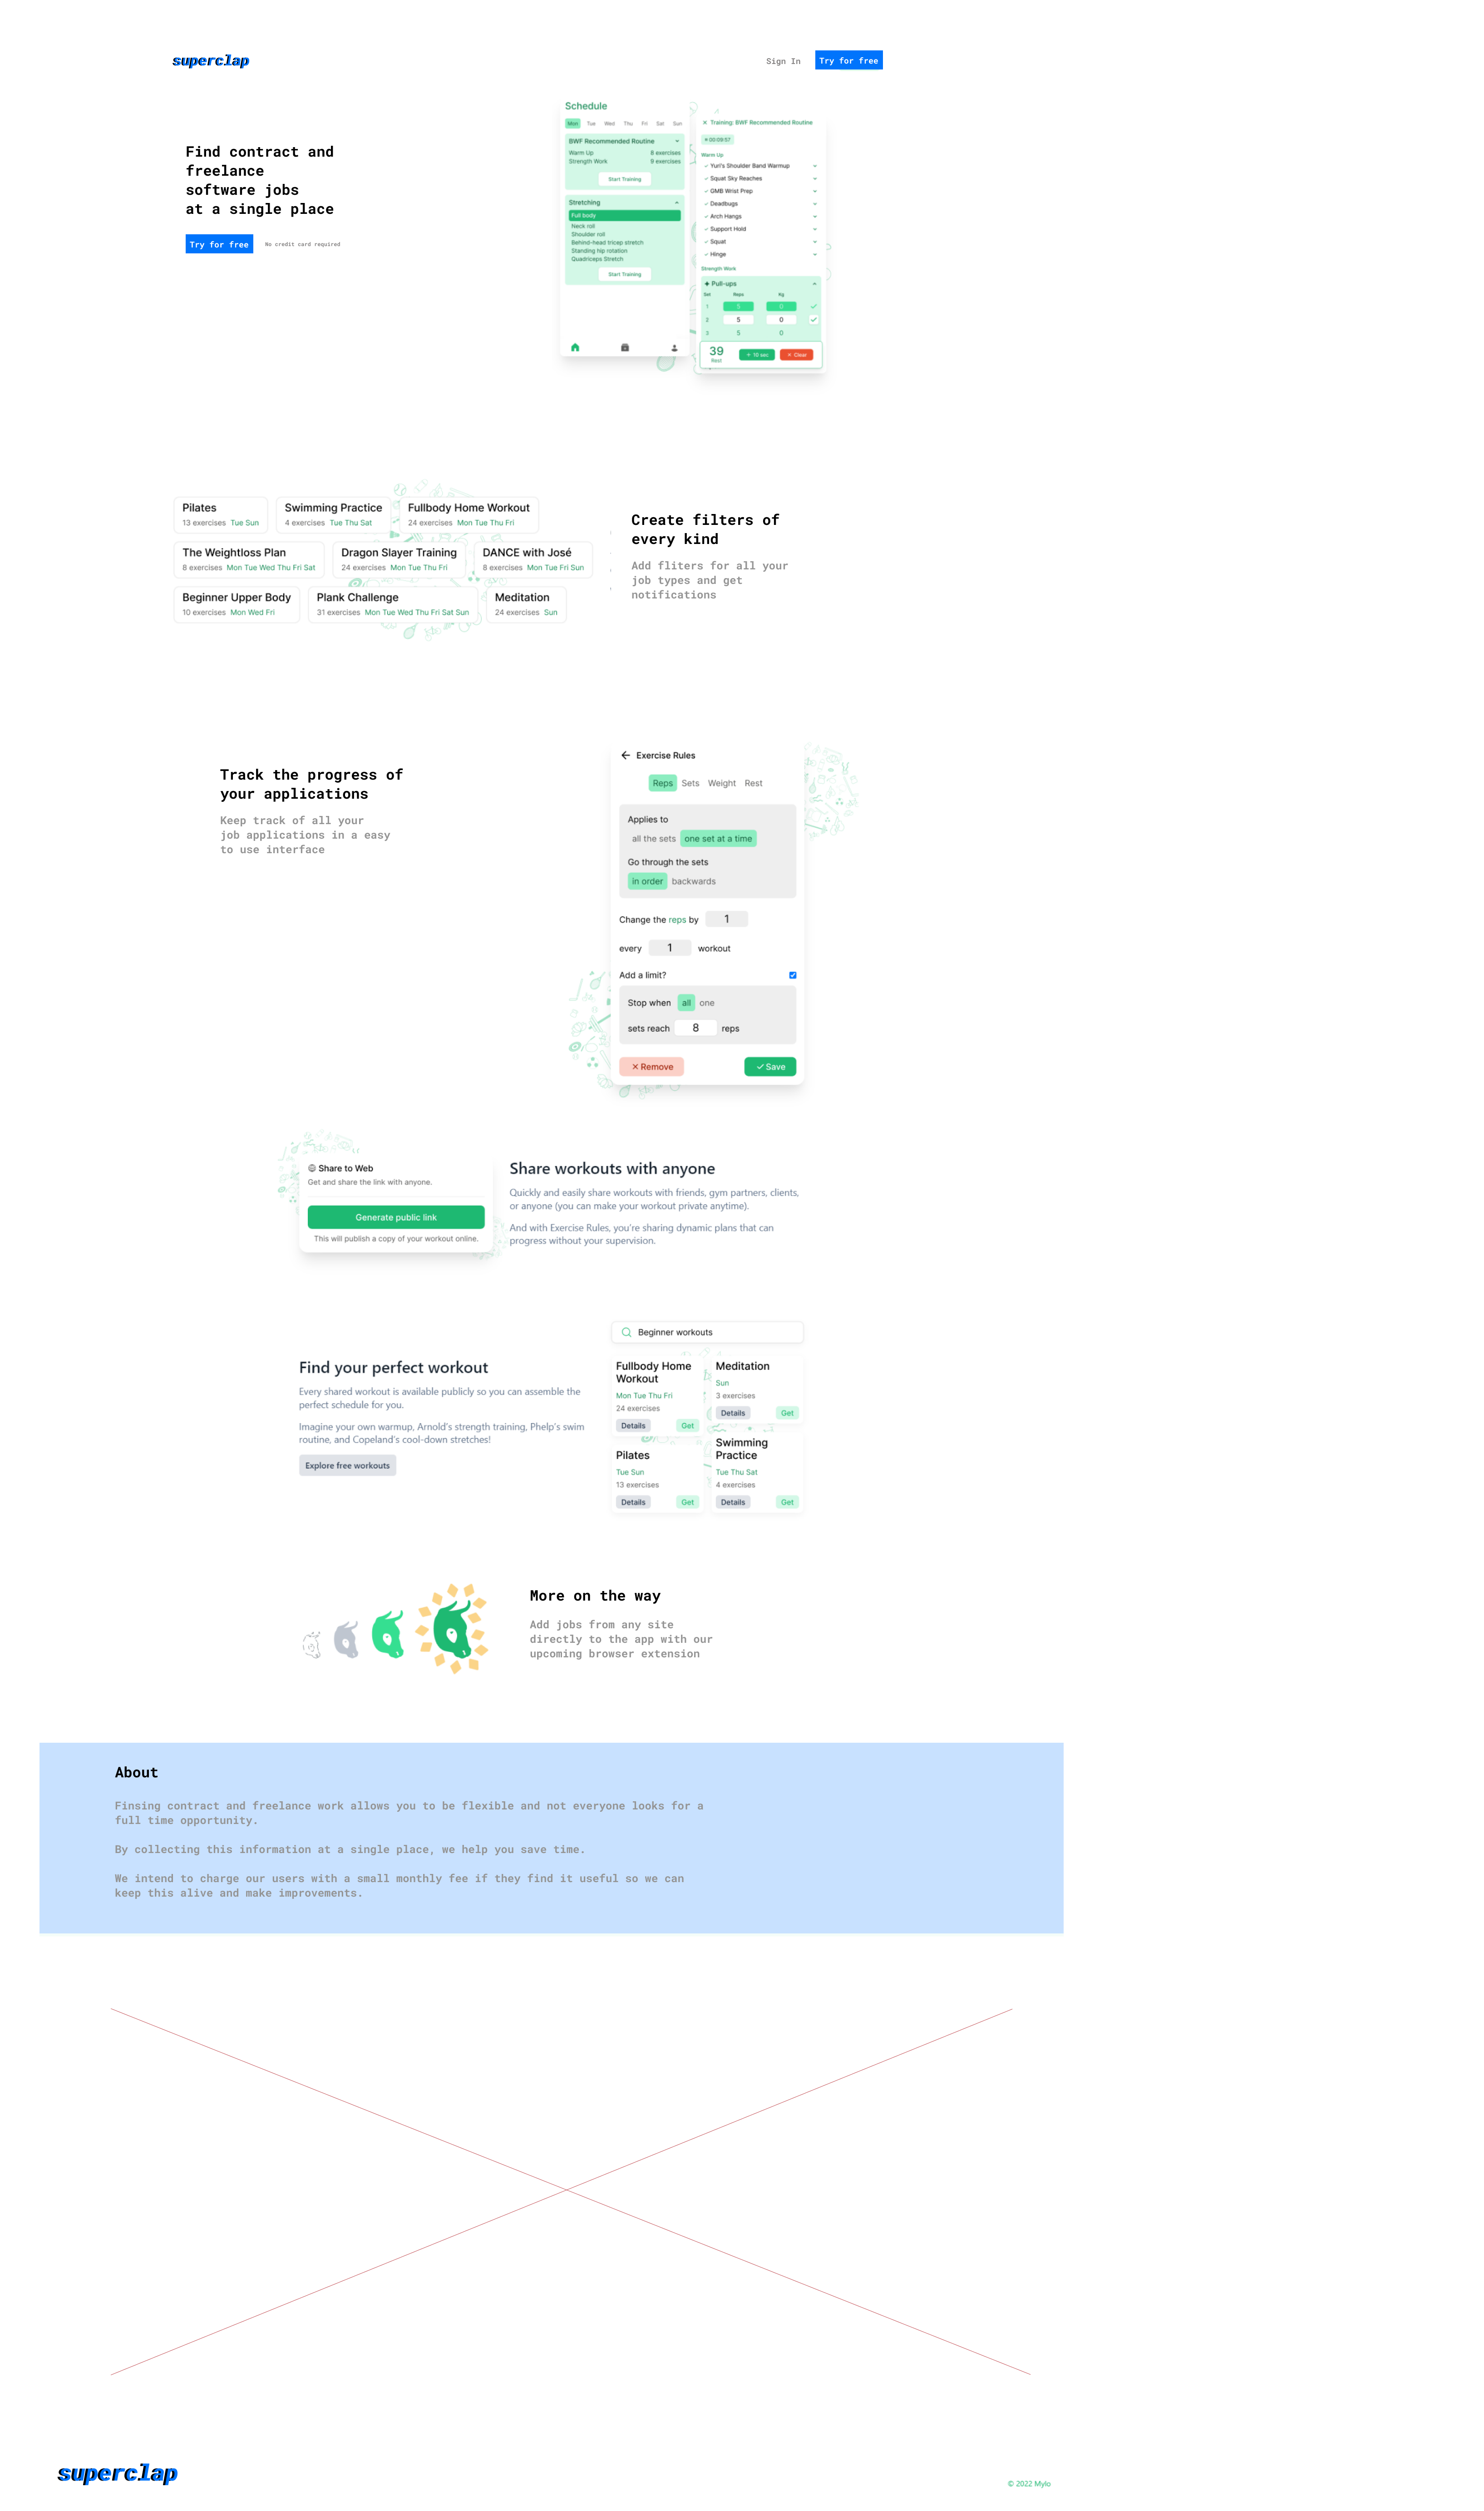 superclap
Sign In
Try for free
Find contract and
freelance
software jobs
at a single place
Try for free
No credit card required
Schedule
Mon Tue Wed Thu Fri Sat Sun
BWF Recommended Routine
Warm Up 8 exercises
Strength Work 9 exercises
Start Training
Stretching
Full body
Neck roll
Shoulder roll
Behind-head tricep stretch
Standing hip rotation
Quadriceps Stretch
Start Training
Training: BWF Recommended Routine
00:09:57
Warm Up
Yuri's Shoulder Band Warmup
Squat Sky Reaches
GMB Wrist Prep
Deadbugs
Arch Hangs
Support Hold
Squat
Hinge
Strength Work
Pull-ups
Set Reps Kg
1 5 0
2 5 0
3 5 0
39
Rest
+ 10 sec
× Clear
Pilates
13 exercises Tue Sun
Swimming Practice
4 exercises Tue Thu Sat
Fullbody Home Workout
24 exercises Mon Tue Thu Fri
The Weightloss Plan
8 exercises Mon Tue Wed Thu Fri Sat
Dragon Slayer Training
24 exercises Mon Tue Thu Fri
DANCE with José
8 exercises Mon Tue Fri Sun
Beginner Upper Body
10 exercises Mon Wed Fri
Plank Challenge
31 exercises Mon Tue Wed Thu Fri Sat Sun
Meditation
24 exercises Sun
Create filters of
every kind
Add fliters for all your
job types and get
notifications
Track the progress of
your applications
Keep track of all your
job applications in a easy
to use interface
Exercise Rules
Reps Sets Weight Rest
Applies to
all the sets one set at a time
Go through the sets
in order backwards
Change the reps by 1
every 1 workout
Add a limit?
Stop when all one
sets reach 8 reps
× Remove
Save
Share to Web
Get and share the link with anyone.
Generate public link
This will publish a copy of your workout online.
Share workouts with anyone
Quickly and easily share workouts with friends, gym partners, clients,
or anyone (you can make your workout private anytime).
And with Exercise Rules, you're sharing dynamic plans that can
progress without your supervision.
Find your perfect workout
Every shared workout is available publicly so you can assemble the
perfect schedule for you.
Imagine your own warmup, Arnold's strength training, Phelp's swim
routine, and Copeland's cool-down stretches!
Explore free workouts
Beginner workouts
Fullbody Home
Workout
Mon Tue Thu Fri
24 exercises
Details Get
Meditation
Sun
3 exercises
Details Get
Pilates
Tue Sun
13 exercises
Details Get
Swimming
Practice
Tue Thu Sat
4 exercises
Details Get
More on the way
Add jobs from any site
directly to the app with our
upcoming browser extension
About
Finsing contract and freelance work allows you to be flexible and not everyone looks for a
full time opportunity.
By collecting this information at a single place, we help you save time.
We intend to charge our users with a small monthly fee if they find it useful so we can
keep this alive and make improvements.
superclap
© 2022 Mylo